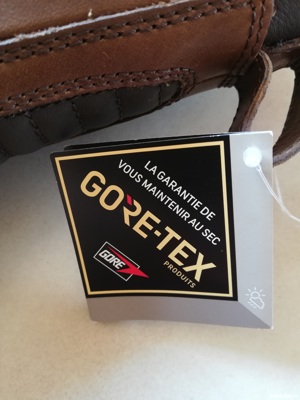 LA GARANTIE DE
VOUS MAINTENIR AU SEC
GORE-TEX
PRODUITS
GORE